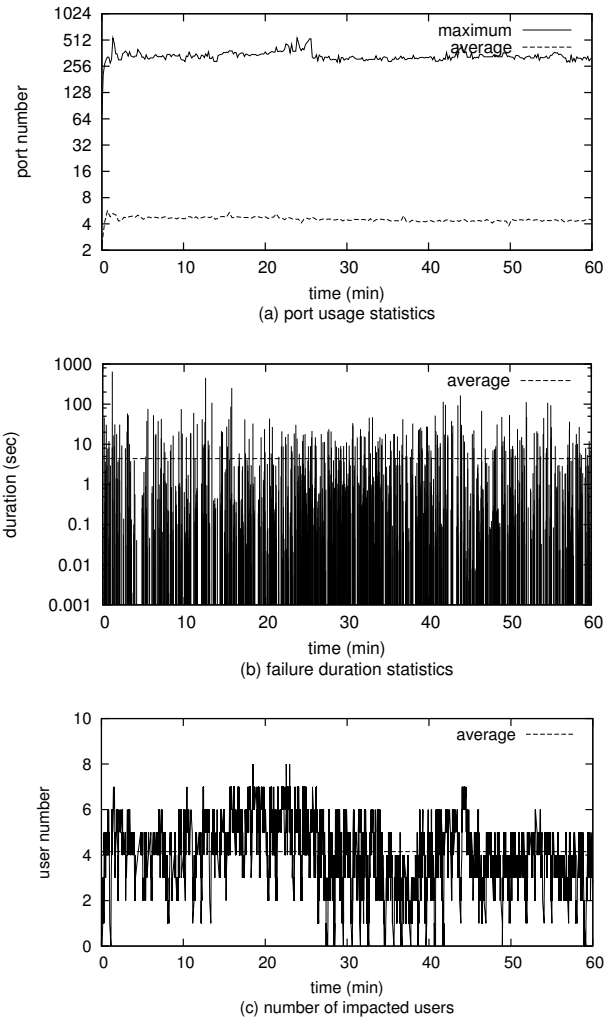 1024
512
256
128
64
32
16
8
4
2
port number
maximum
average
0 10 20 30 40 50 60
time (min)
(a) port usage statistics
1000
100
10
1
0.1
0.01
0.001
duration (sec)
average
0 10 20 30 40 50 60
time (min)
(b) failure duration statistics
10
8
6
4
2
0
user number
average
0 10 20 30 40 50 60
time (min)
(c) number of impacted users